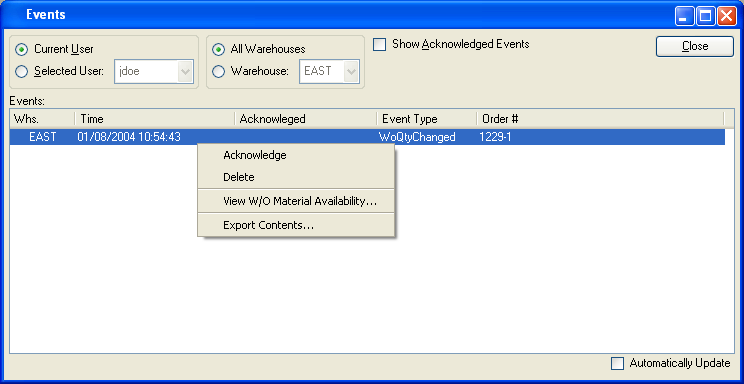 Events
Current User
Selected User: jdoe
All Warehouses
Warehouse: EAST
Show Acknowledged Events
Close
Events:
Whs. Time Acknowleged Event Type Order #
EAST 01/08/2004 10:54:43 WoQtyChanged 1229-1
Acknowledge
Delete
View W/O Material Availability...
Export Contents...
Automatically Update